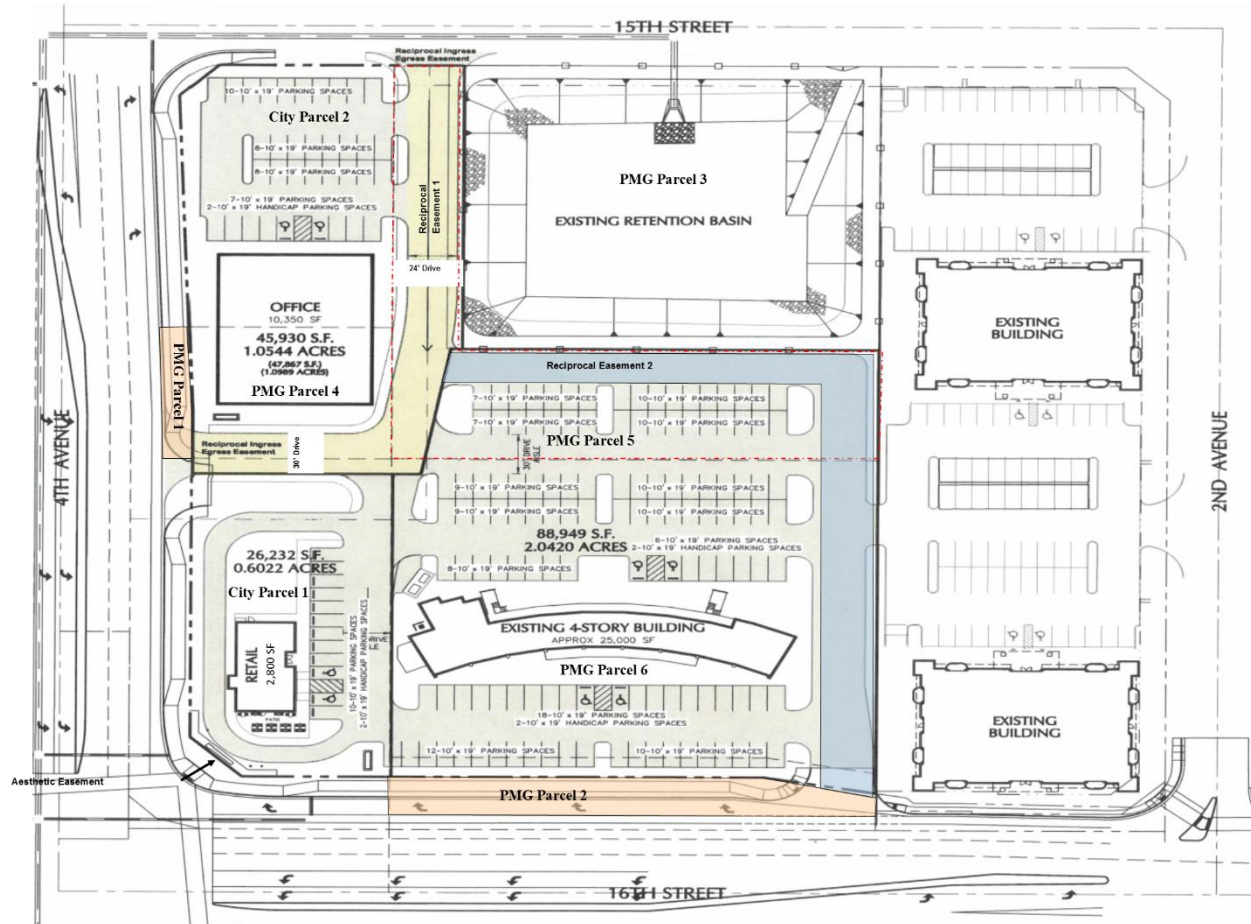 15TH STREET
Reciprocal Ingress
Egress Easement
10-10' x 19' PARKING SPACES
City Parcel 2
8-10' x 19' PARKING SPACES
8-10' x 19' PARKING SPACES
7-10' x 19' PARKING SPACES
2-10' x 19' HANDICAP PARKING SPACES
Reciprocal
Easement 1
24' Drive
PMG Parcel 3
EXISTING RETENTION BASIN
OFFICE
10,350 SF
45,930 S.F.
1.0544 ACRES
(47,867 S.F.)
(1.0989 ACRES)
PMG Parcel 4
PMG Parcel 1
4TH AVENUE
Reciprocal Ingress
Egress Easement
30' Drive
Reciprocal Easement 2
7-10' x 19' PARKING SPACES
10-10' x 19' PARKING SPACES
7-10' x 19' PARKING SPACES
10-10' x 19' PARKING SPACES
PMG Parcel 5
30' DRIVE
AISLE
9-10' x 19' PARKING SPACES
10-10' x 19' PARKING SPACES
9-10' x 19' PARKING SPACES
10-10' x 19' PARKING SPACES
88,949 S.F.
2.0420 ACRES
6-10' x 19' PARKING SPACES
2-10' x 19' HANDICAP PARKING SPACES
8-10' x 19' PARKING SPACES
26,232 S.F.
0.6022 ACRES
City Parcel 1
RETAIL
2,800 SF
PATIO
10-10' x 19' PARKING SPACES
2-10' x 19' HANDICAP PARKING SPACES
EXISTING 4-STORY BUILDING
APPROX 25,000 SF
PMG Parcel 6
18-10' x 19' PARKING SPACES
2-10' x 19' HANDICAP PARKING SPACES
12-10' x 19' PARKING SPACES
10-10' x 19' PARKING SPACES
Aesthetic Easement
PMG Parcel 2
16TH STREET
EXISTING
BUILDING
2ND AVENUE
EXISTING
BUILDING